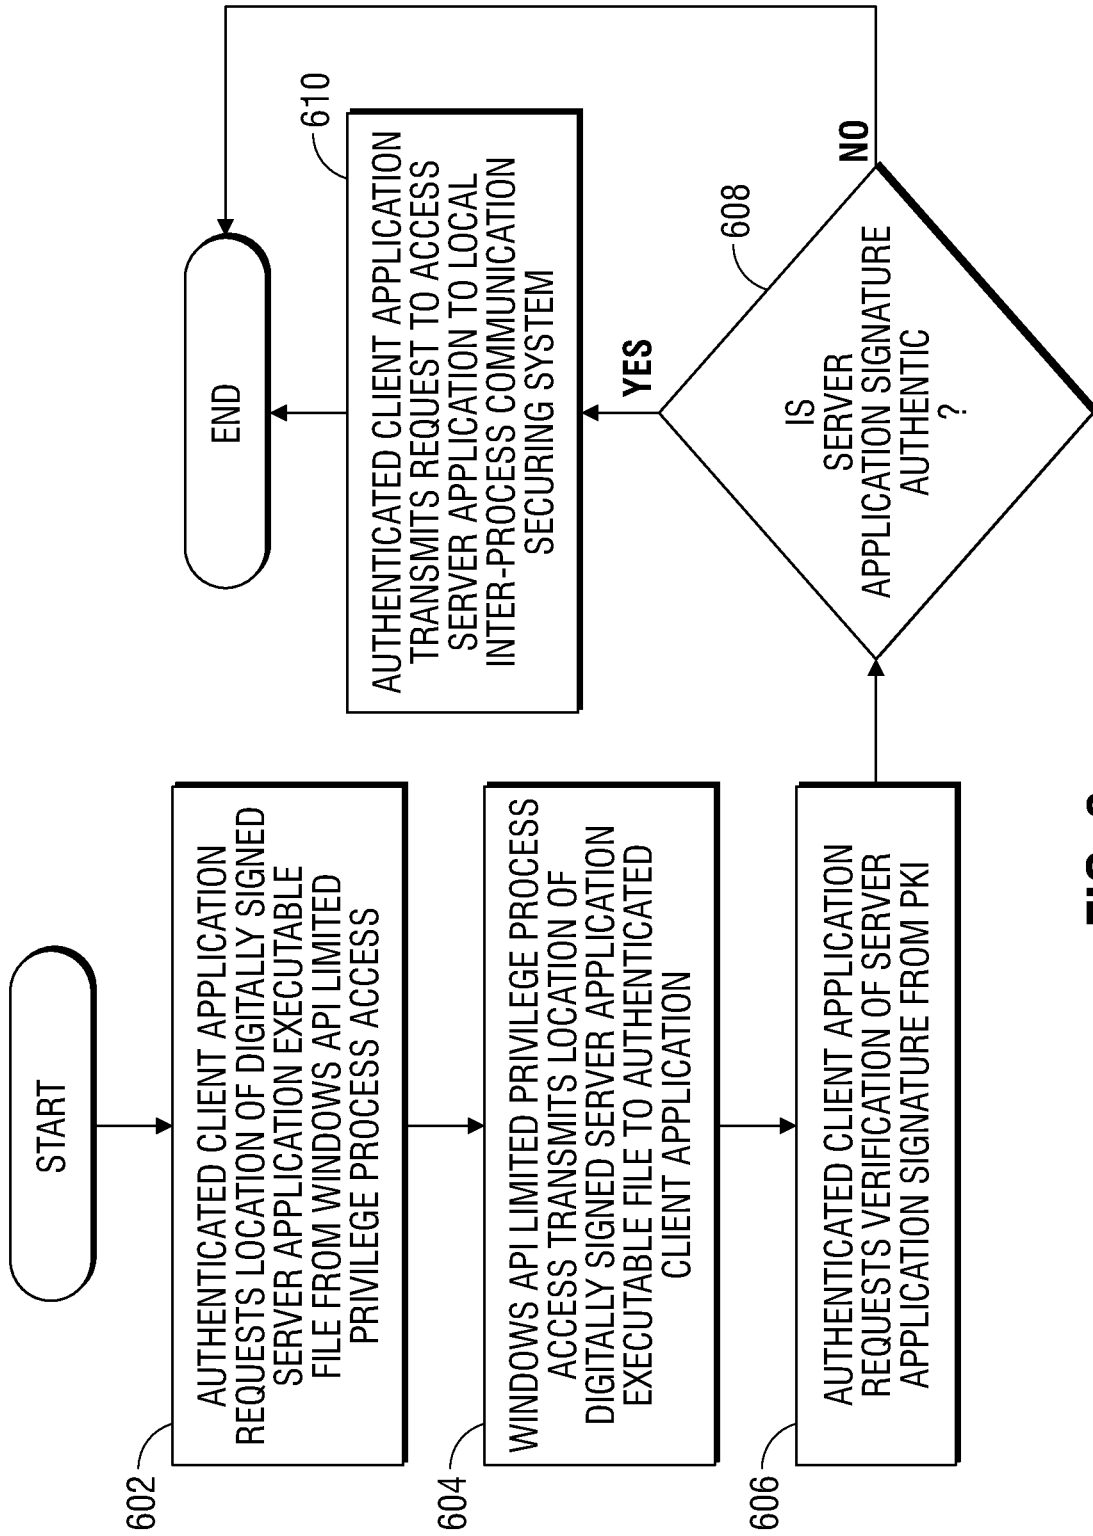 START
602
AUTHENTICATED CLIENT APPLICATION
REQUESTS LOCATION OF DIGITALLY SIGNED
SERVER APPLICATION EXECUTABLE
FILE FROM WINDOWS API LIMITED
PRIVILEGE PROCESS ACCESS
604
WINDOWS API LIMITED PRIVILEGE PROCESS
ACCESS TRANSMITS LOCATION OF
DIGITALLY SIGNED SERVER APPLICATION
EXECUTABLE FILE TO AUTHENTICATED
CLIENT APPLICATION
606
AUTHENTICATED CLIENT APPLICATION
REQUESTS VERIFICATION OF SERVER
APPLICATION SIGNATURE FROM PKI
608
IS
SERVER
APPLICATION SIGNATURE
AUTHENTIC
?
YES
NO
610
AUTHENTICATED CLIENT APPLICATION
TRANSMITS REQUEST TO ACCESS
SERVER APPLICATION TO LOCAL
INTER-PROCESS COMMUNICATION
SECURING SYSTEM
END